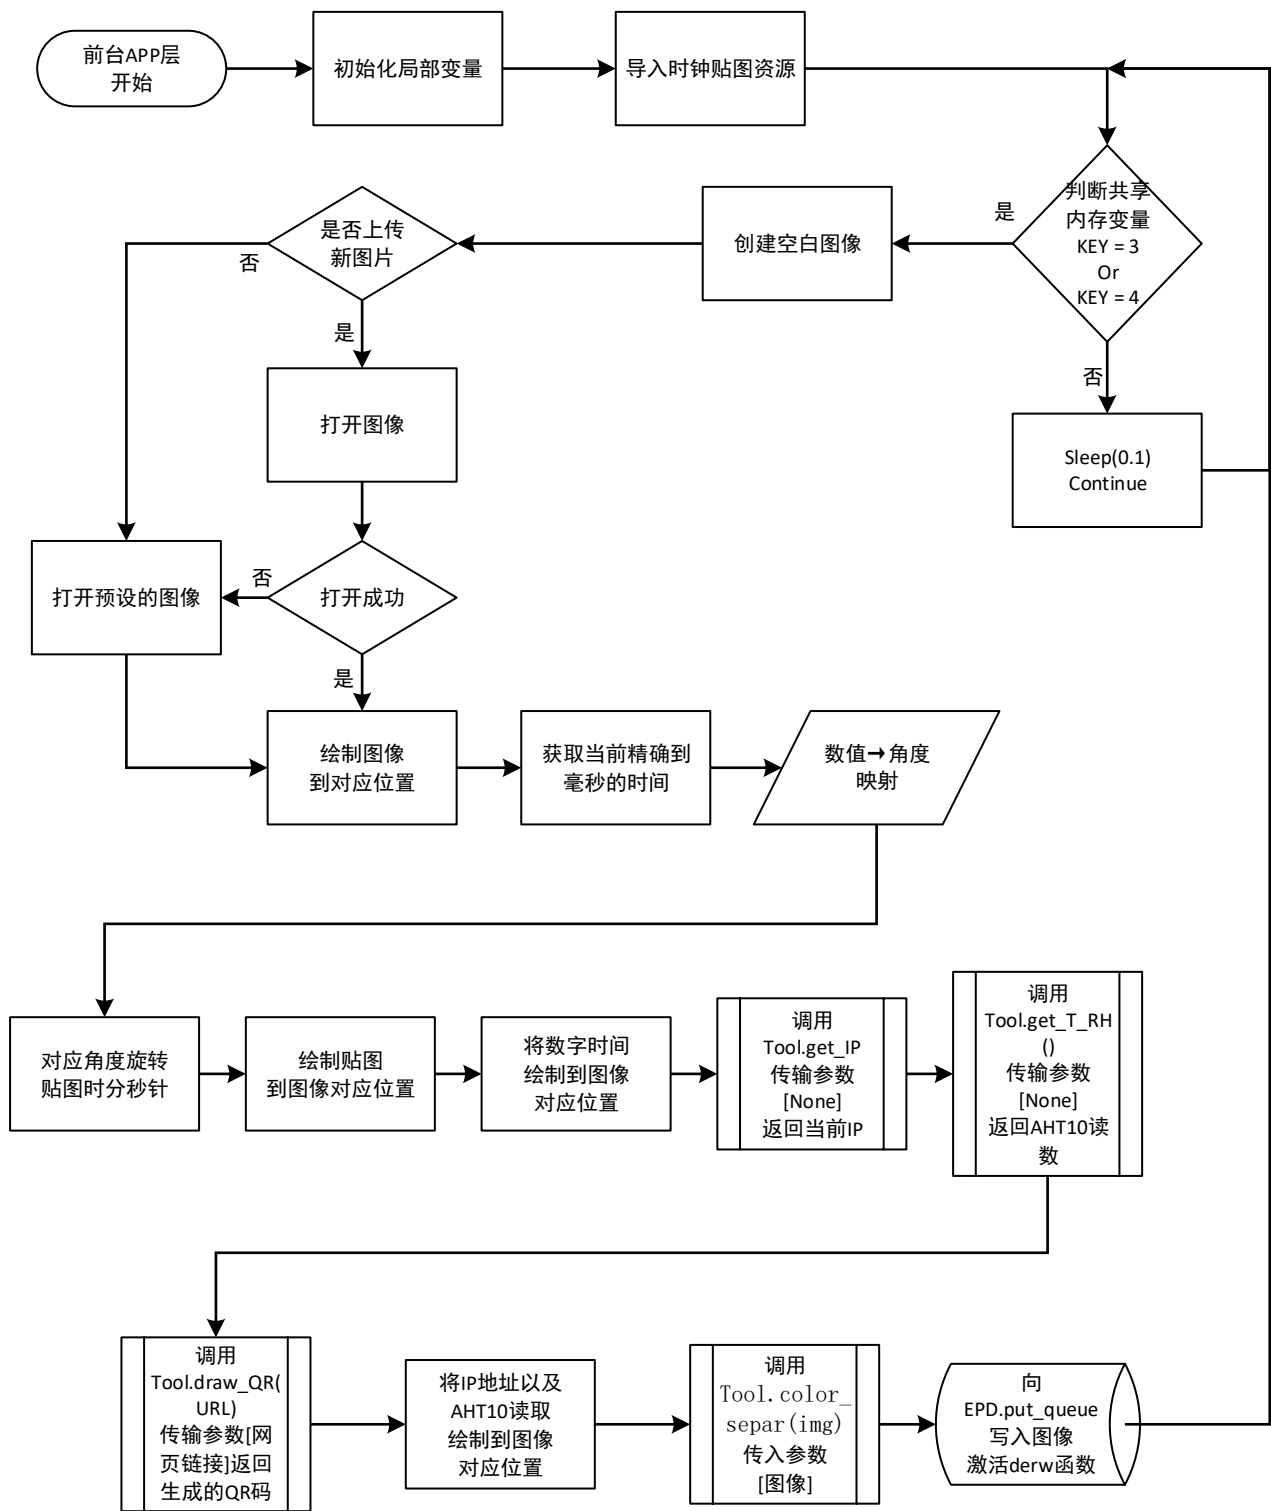 前台APP层
开始
初始化局部变量
导入时钟贴图资源
判断共享
内存变量
KEY = 3
Or
KEY = 4
是
否
创建空白图像
是否上传
新图片
否
是
Sleep(0.1)
Continue
打开图像
打开预设的图像
否
打开成功
是
绘制图像
到对应位置
获取当前精确到
毫秒的时间
数值→角度
映射
对应角度旋转
贴图时分秒针
绘制贴图
到图像对应位置
将数字时间
绘制到图像
对应位置
调用
Tool.get_IP
传输参数
[None]
返回当前IP
调用
Tool.get_T_RH
()
传输参数
[None]
返回AHT10读
数
调用
Tool.draw_QR(
URL)
传输参数[网
页链接]返回
生成的QR码
将IP地址以及
AHT10读取
绘制到图像
对应位置
调用
Tool.color_
separ(img)
传入参数
[图像]
向
EPD.put_queue
写入图像
激活derw函数